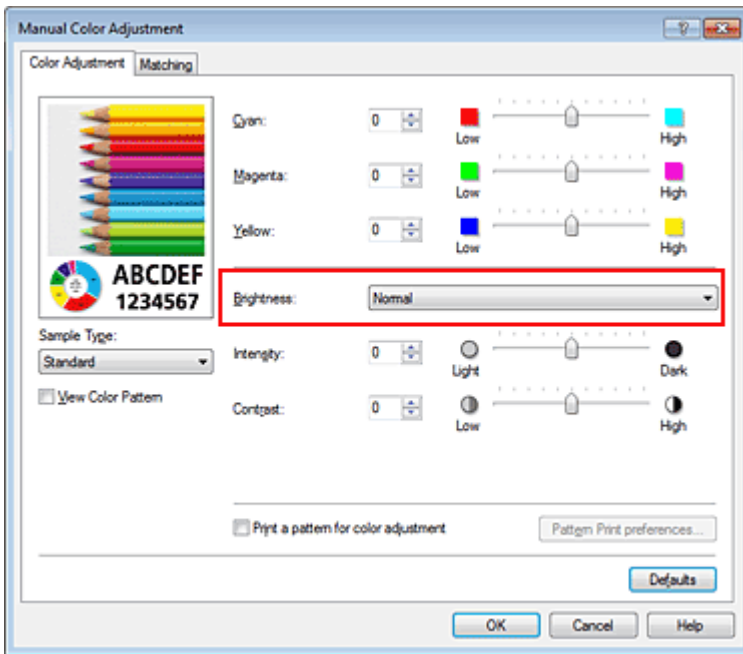 Manual Color Adjustment
Color Adjustment Matching
Cyan: 0 Low High
Magenta: 0 Low High
Yellow: 0 Low High
ABCDEF
1234567
Brightness: Normal
Sample Type:
Standard
View Color Pattern
Intensity: 0 Light Dark
Contrast: 0 Low High
Print a pattern for color adjustment Pattern Print preferences...
Defaults
OK Cancel Help